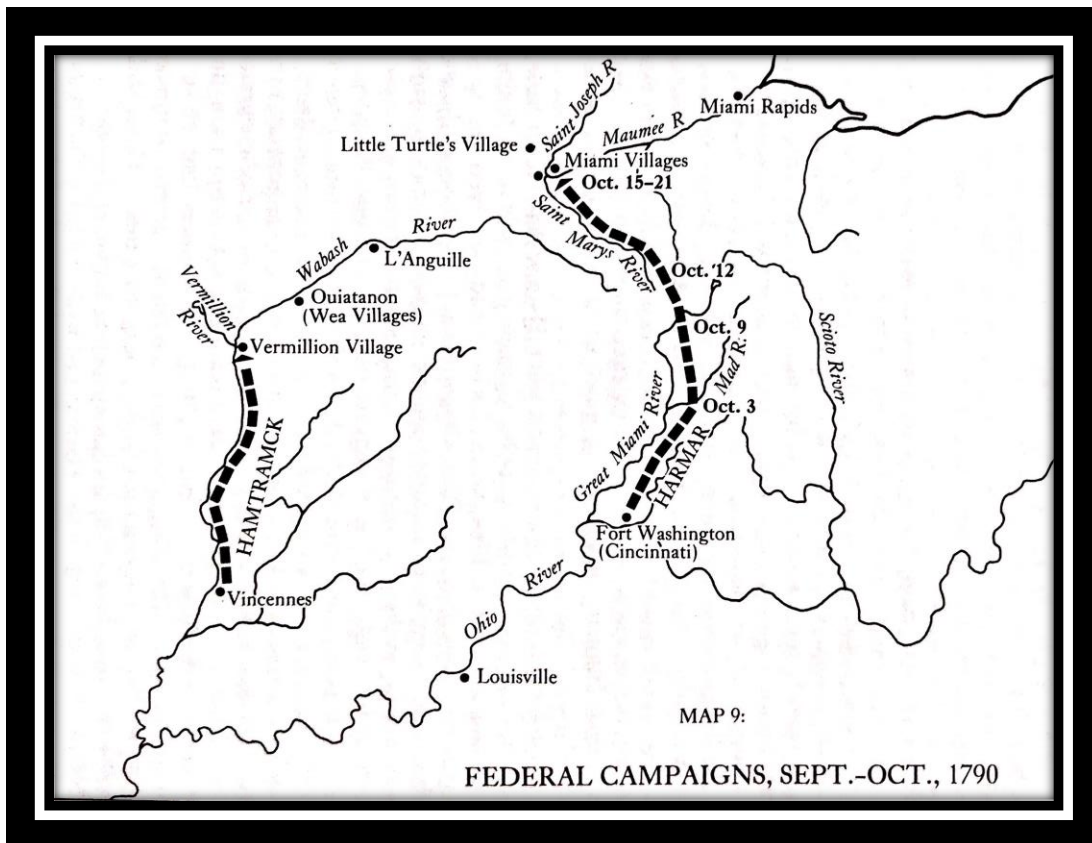 Saint Joseph R
Miami Rapids
Maumee R
Little Turtle's Village
Miami Villages
Oct. 15–21
Saint Marys River
Wabash River
L'Anguille
Oct. 12
Vermillion
River
Ouiatanon
(Wea Villages)
Oct. 9
Scioto River
Vermillion Village
Mad R.
Oct. 3
Great Miami River
HARMAR
HAMTRAMCK
Fort Washington
(Cincinnati)
Vincennes
Ohio River
Louisville
MAP 9:
FEDERAL CAMPAIGNS, SEPT.–OCT., 1790